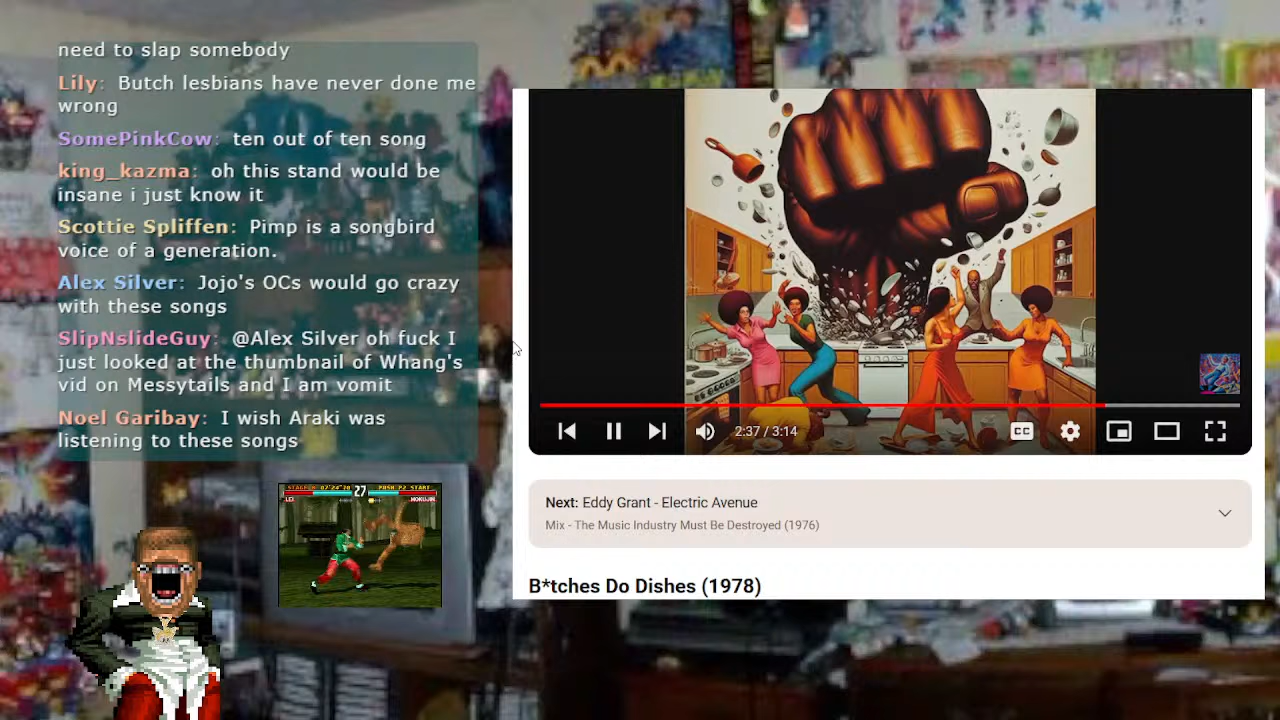 need to slap somebody
Lily: Butch lesbians have never done me
wrong
SomePinkCow: ten out of ten song
king_kazma: oh this stand would be
insane i just know it
Scottie Spliffen: Pimp is a songbird
voice of a generation.
Alex Silver: Jojo's OCs would go crazy
with these songs
SlipNslideGuy: @Alex Silver oh fuck I
just looked at the thumbnail of Whang's
vid on Messytails and I am vomit
Noel Garibay: I wish Araki was
listening to these songs
27
LEI
MOKUJIN
2:37 / 3:14
CC
Next: Eddy Grant - Electric Avenue
Mix - The Music Industry Must Be Destroyed (1976)
B*tches Do Dishes (1978)